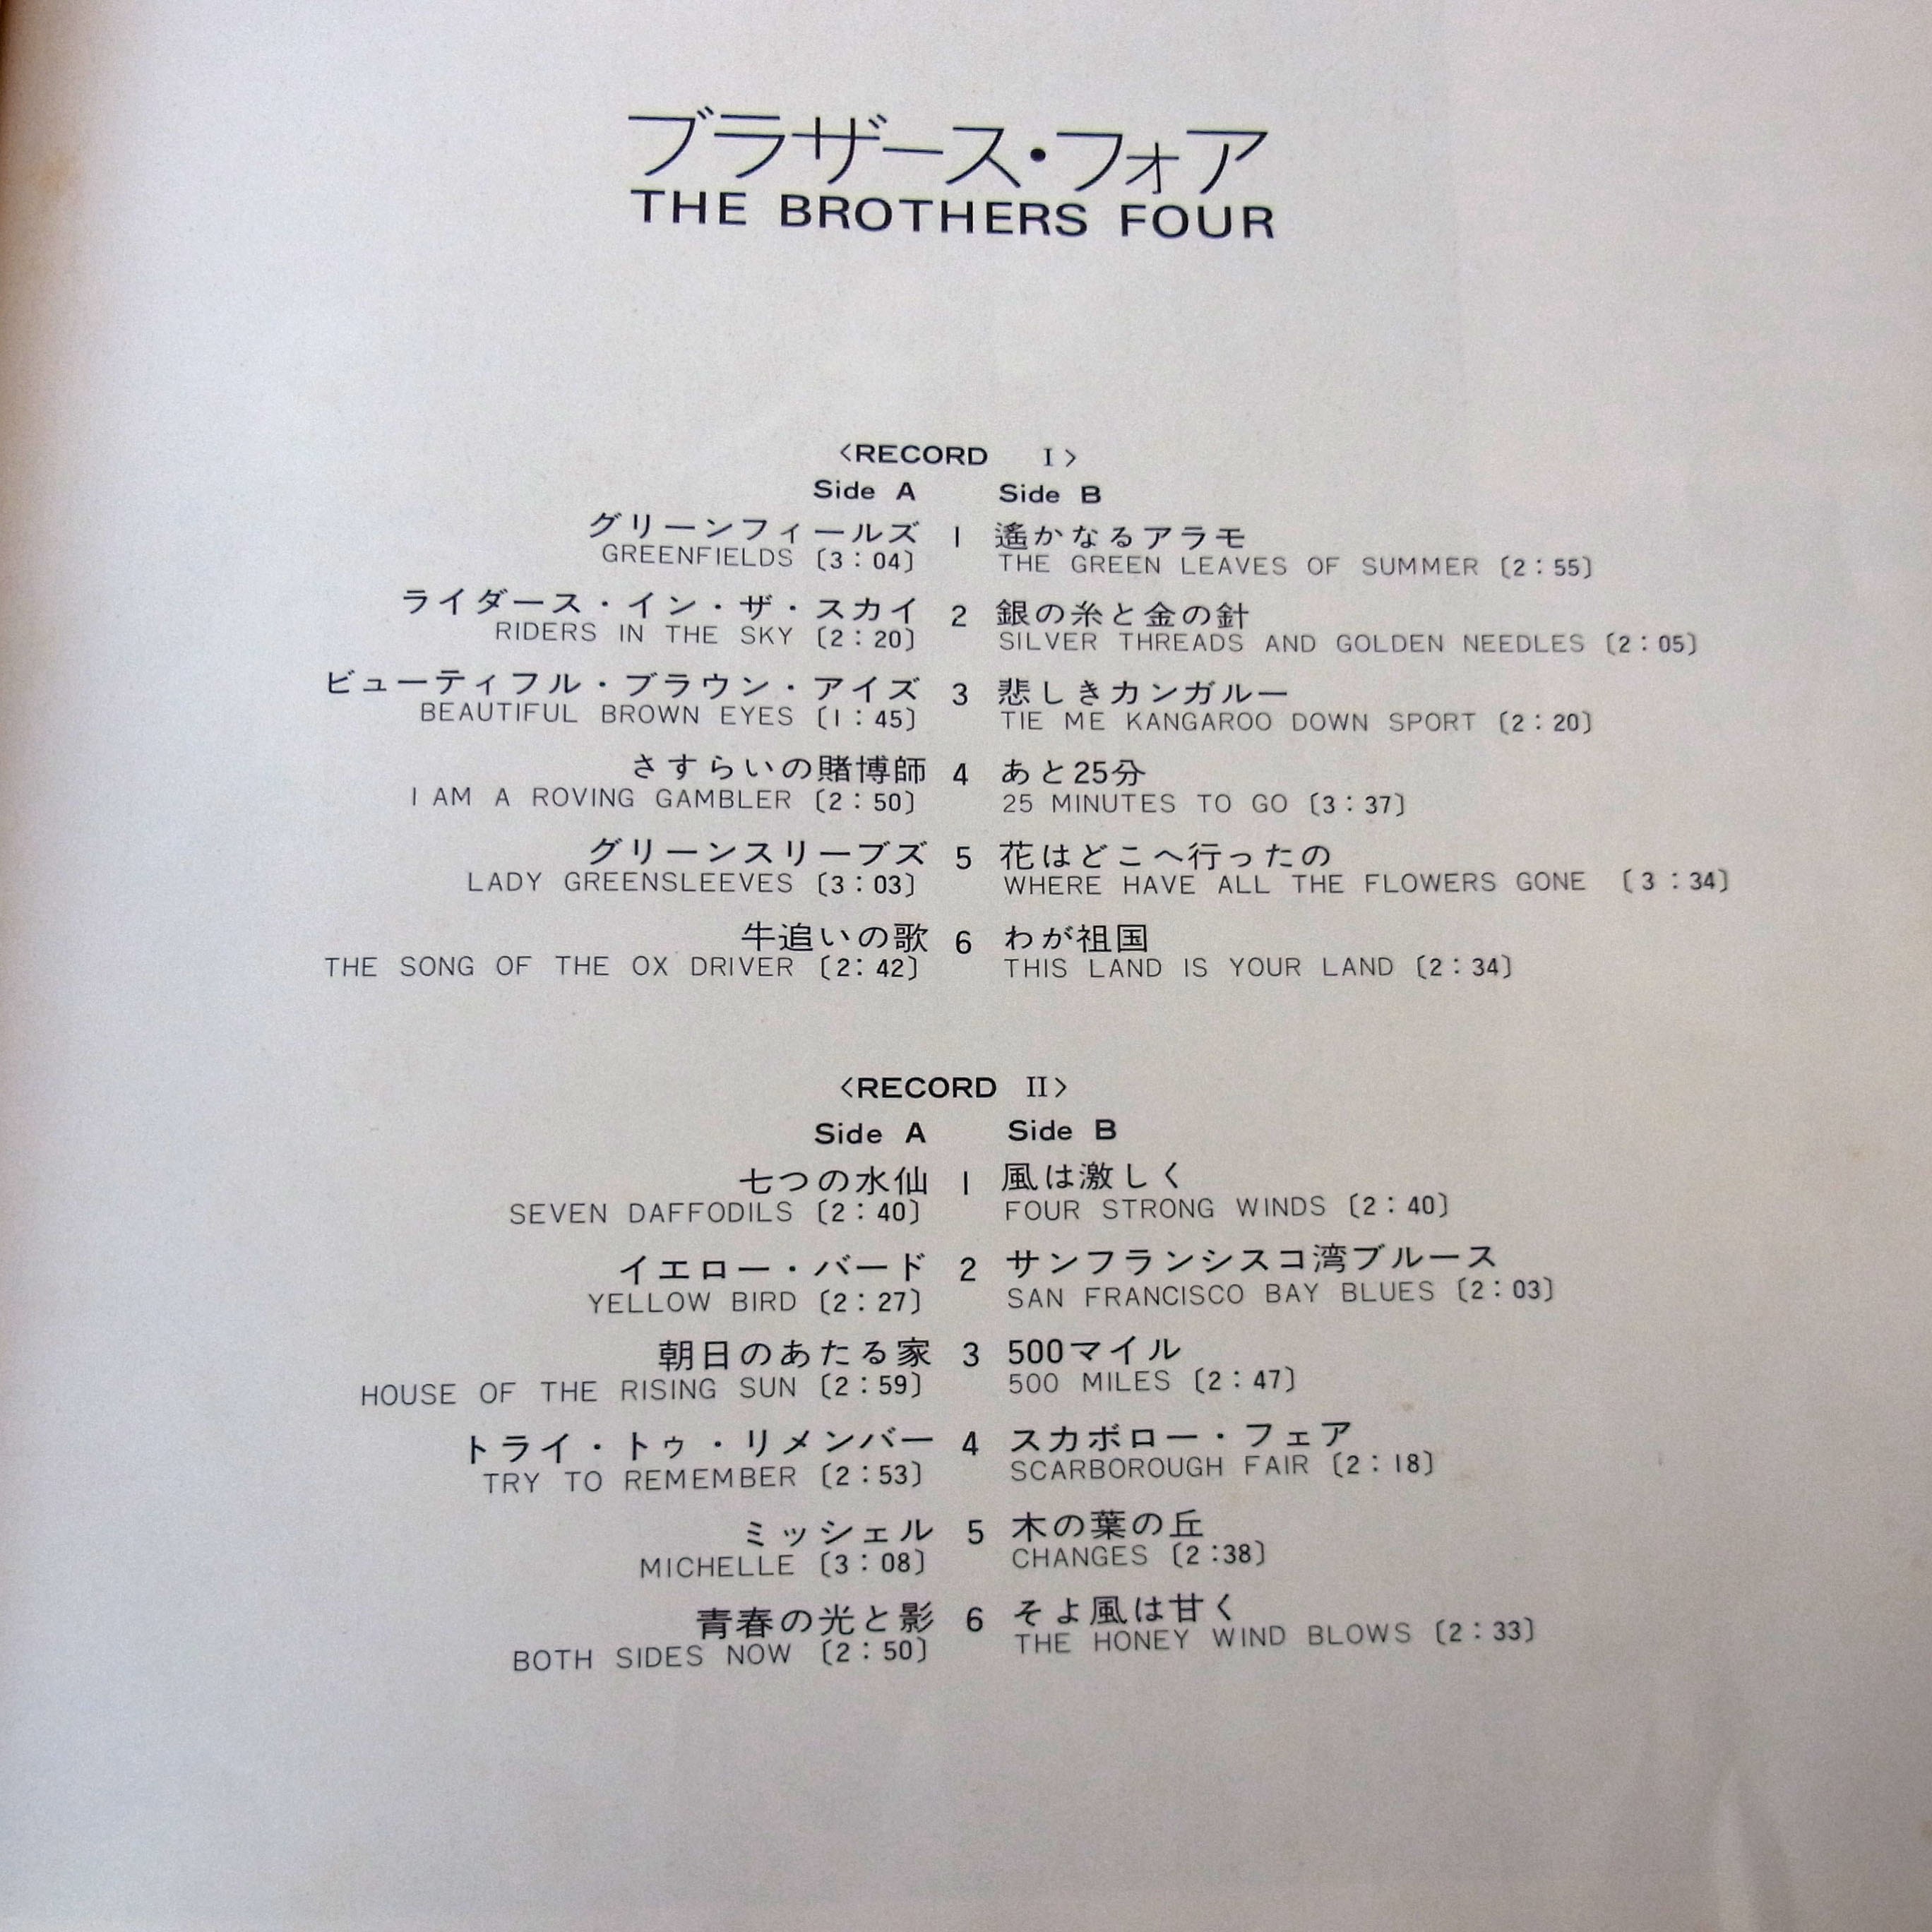 ブラザース・フォア
THE BROTHERS FOUR
<RECORD I>
Side A Side B
グリーンフィールズ 1 遙かなるアラモ
GREENFIELDS 〔3:04〕 THE GREEN LEAVES OF SUMMER 〔2:55〕
ライダース・イン・ザ・スカイ 2 銀の糸と金の針
RIDERS IN THE SKY 〔2:20〕 SILVER THREADS AND GOLDEN NEEDLES 〔2:05〕
ビューティフル・ブラウン・アイズ 3 悲しきカンガルー
BEAUTIFUL BROWN EYES 〔1:45〕 TIE ME KANGAROO DOWN SPORT 〔2:20〕
さすらいの賭博師 4 あと25分
I AM A ROVING GAMBLER 〔2:50〕 25 MINUTES TO GO 〔3:37〕
グリーンスリーブズ 5 花はどこへ行ったの
LADY GREENSLEEVES 〔3:03〕 WHERE HAVE ALL THE FLOWERS GONE 〔3:34〕
牛追いの歌 6 わが祖国
THE SONG OF THE OX DRIVER 〔2:42〕 THIS LAND IS YOUR LAND 〔2:34〕
<RECORD II>
Side A Side B
七つの水仙 1 風は激しく
SEVEN DAFFODILS 〔2:40〕 FOUR STRONG WINDS 〔2:40〕
イエロー・バード 2 サンフランシスコ湾ブルース
YELLOW BIRD 〔2:27〕 SAN FRANCISCO BAY BLUES 〔2:03〕
朝日のあたる家 3 500マイル
HOUSE OF THE RISING SUN 〔2:59〕 500 MILES 〔2:47〕
トライ・トゥ・リメンバー 4 スカボロー・フェア
TRY TO REMEMBER 〔2:53〕 SCARBOROUGH FAIR 〔2:18〕
ミッシェル 5 木の葉の丘
MICHELLE 〔3:08〕 CHANGES 〔2:38〕
青春の光と影 6 そよ風は甘く
BOTH SIDES NOW 〔2:50〕 THE HONEY WIND BLOWS 〔2:33〕